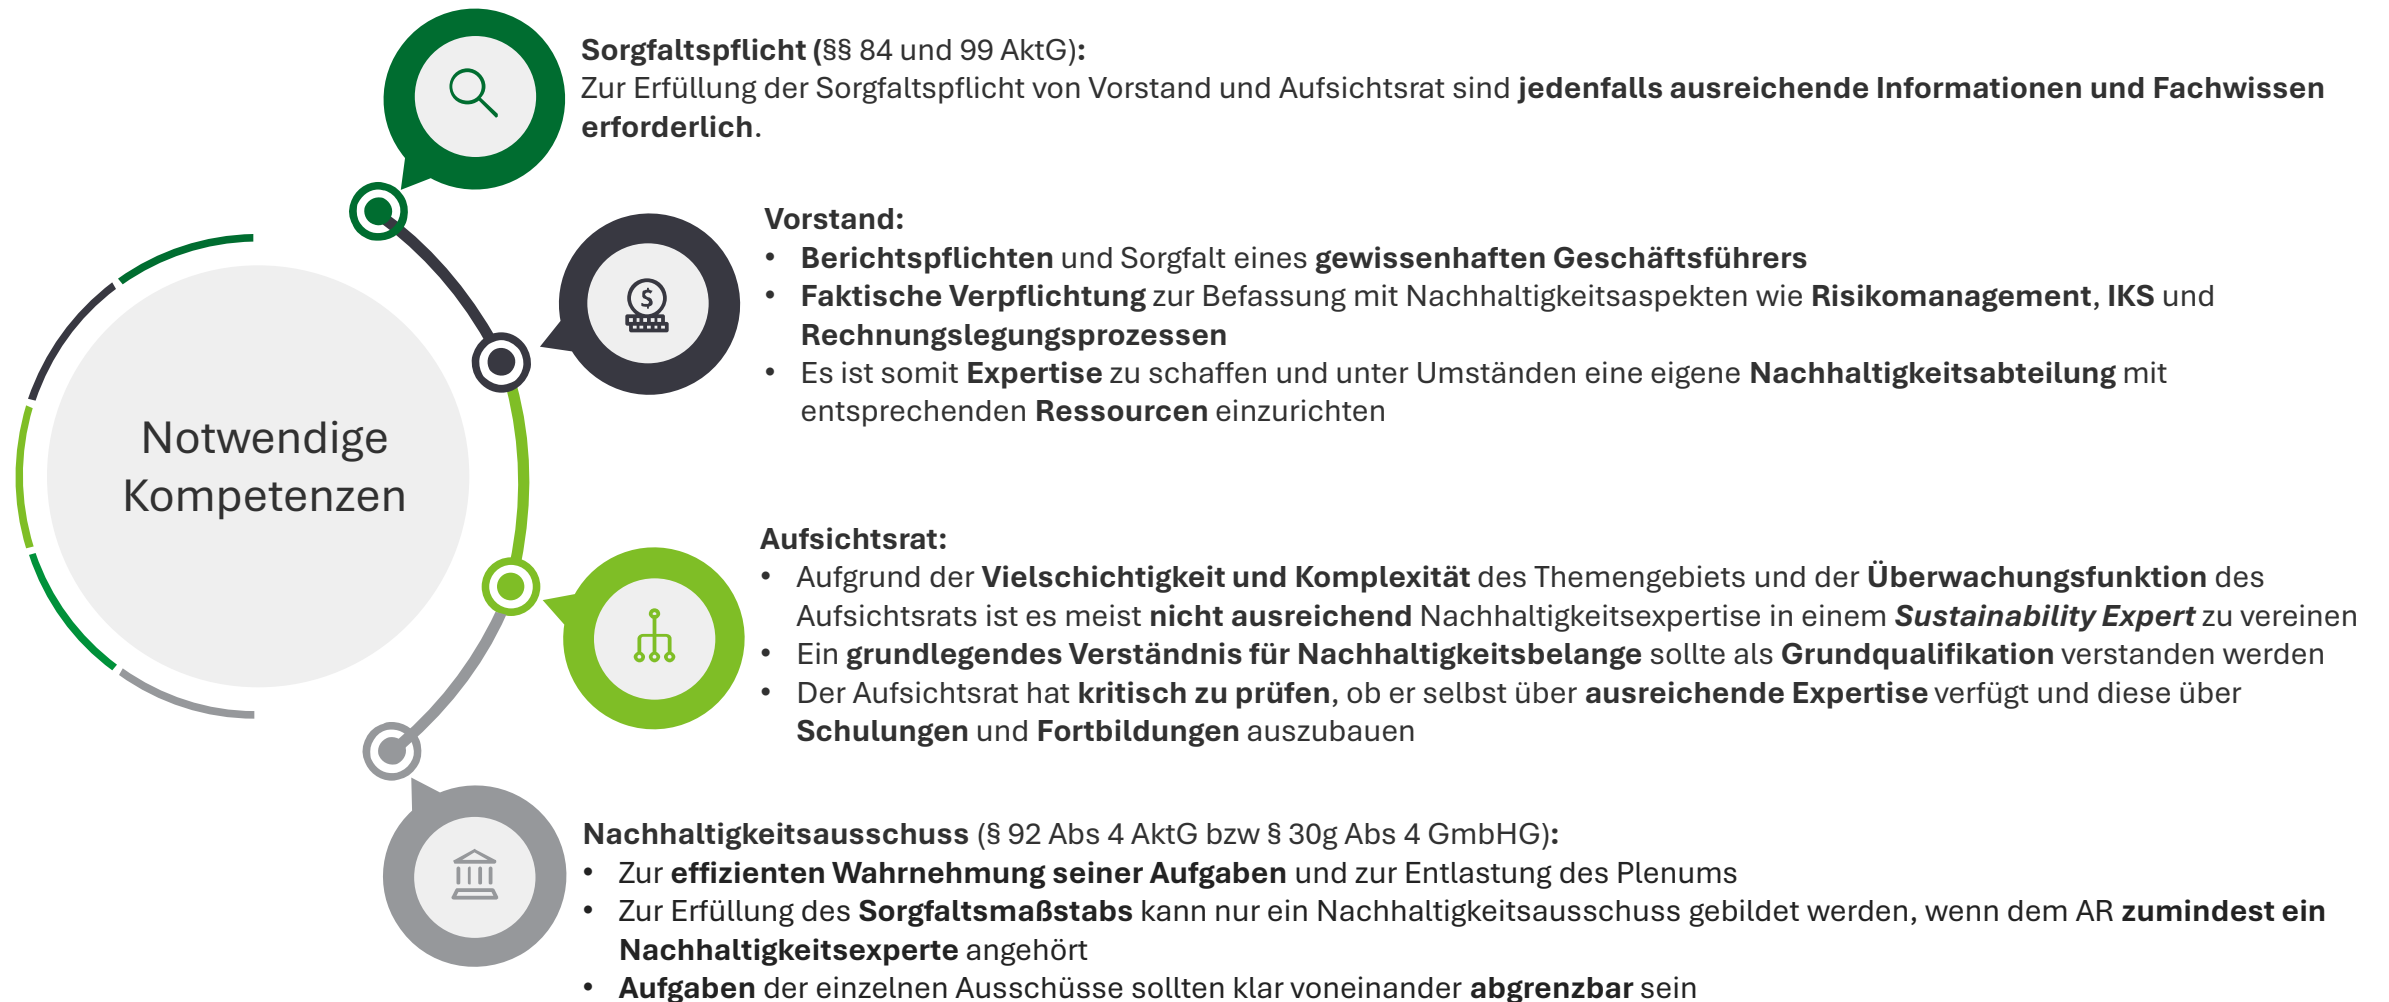 Sorgfaltspflicht (§§ 84 und 99 AktG):
Zur Erfüllung der Sorgfaltspflicht von Vorstand und Aufsichtsrat sind jedenfalls ausreichende Informationen und Fachwissen
erforderlich.
Vorstand:
• Berichtspflichten und Sorgfalt eines gewissenhaften Geschäftsführers
• Faktische Verpflichtung zur Befassung mit Nachhaltigkeitsaspekten wie Risikomanagement, IKS und
Rechnungslegungsprozessen
• Es ist somit Expertise zu schaffen und unter Umständen eine eigene Nachhaltigkeitsabteilung mit
entsprechenden Ressourcen einzurichten
Notwendige
Kompetenzen
Aufsichtsrat:
• Aufgrund der Vielschichtigkeit und Komplexität des Themengebiets und der Überwachungsfunktion des
Aufsichtsrats ist es meist nicht ausreichend Nachhaltigkeitsexpertise in einem Sustainability Expert zu vereinen
• Ein grundlegendes Verständnis für Nachhaltigkeitsbelange sollte als Grundqualifikation verstanden werden
• Der Aufsichtsrat hat kritisch zu prüfen, ob er selbst über ausreichende Expertise verfügt und diese über
Schulungen und Fortbildungen auszubauen
Nachhaltigkeitsausschuss (§ 92 Abs 4 AktG bzw § 30g Abs 4 GmbHG):
• Zur effizienten Wahrnehmung seiner Aufgaben und zur Entlastung des Plenums
• Zur Erfüllung des Sorgfaltsmaßstabs kann nur ein Nachhaltigkeitsausschuss gebildet werden, wenn dem AR zumindest ein
Nachhaltigkeitsexperte angehört
• Aufgaben der einzelnen Ausschüsse sollten klar voneinander abgrenzbar sein